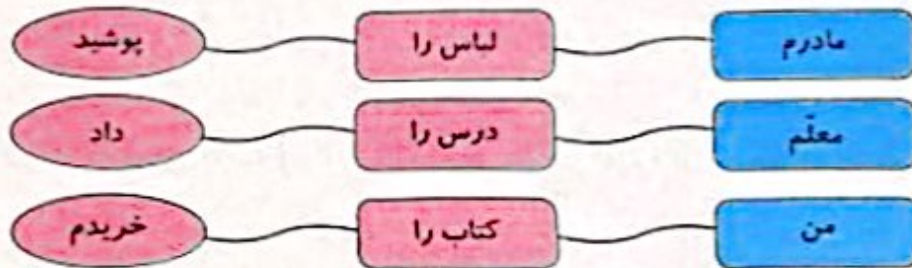 مادرم لباس را پوشید
معلّم درس را داد
من کتاب را خریدم